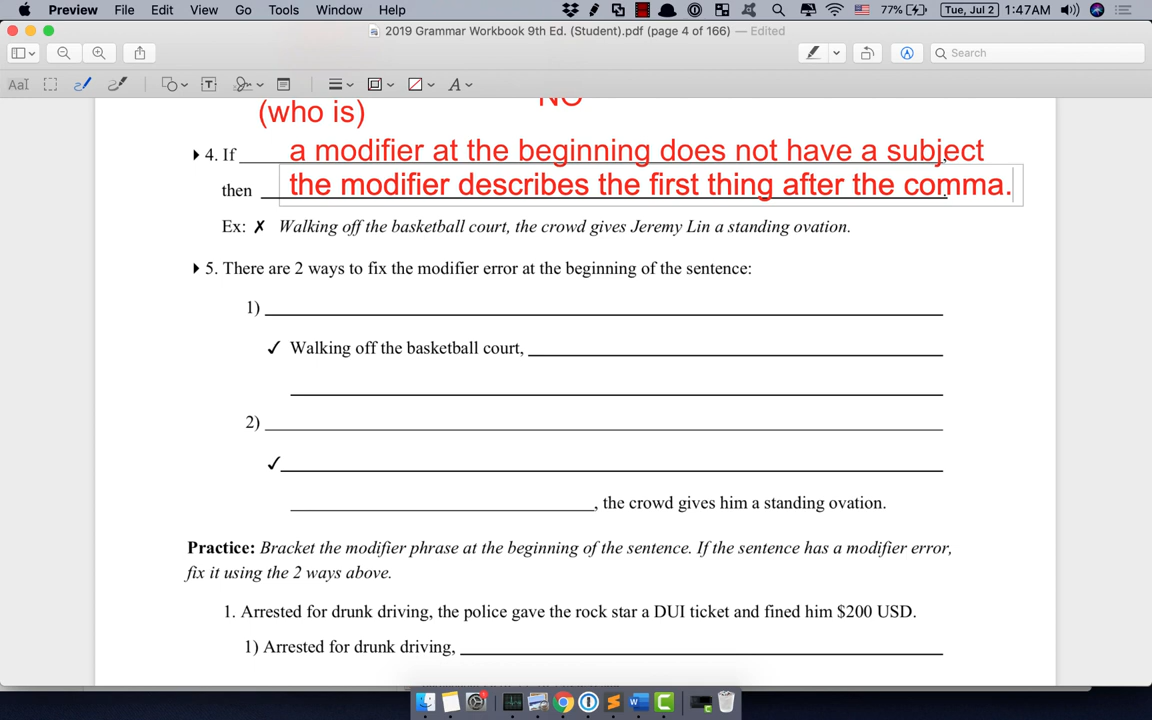 Preview File Edit View Go Tools Window Help 77% Tue, Jul 2 1:47AM
2019 Grammar Workbook 9th Ed. (Student).pdf (page 4 of 166) — Edited
Search
AaI T A
(who is) NO
4. If a modifier at the beginning does not have a subject,
then the modifier describes the first thing after the comma.
Ex: ✗ Walking off the basketball court, the crowd gives Jeremy Lin a standing ovation.
5. There are 2 ways to fix the modifier error at the beginning of the sentence:
1)
✓ Walking off the basketball court,
2)
✓
, the crowd gives him a standing ovation.
Practice: Bracket the modifier phrase at the beginning of the sentence. If the sentence has a modifier error,
fix it using the 2 ways above.
1. Arrested for drunk driving, the police gave the rock star a DUI ticket and fined him $200 USD.
1) Arrested for drunk driving,